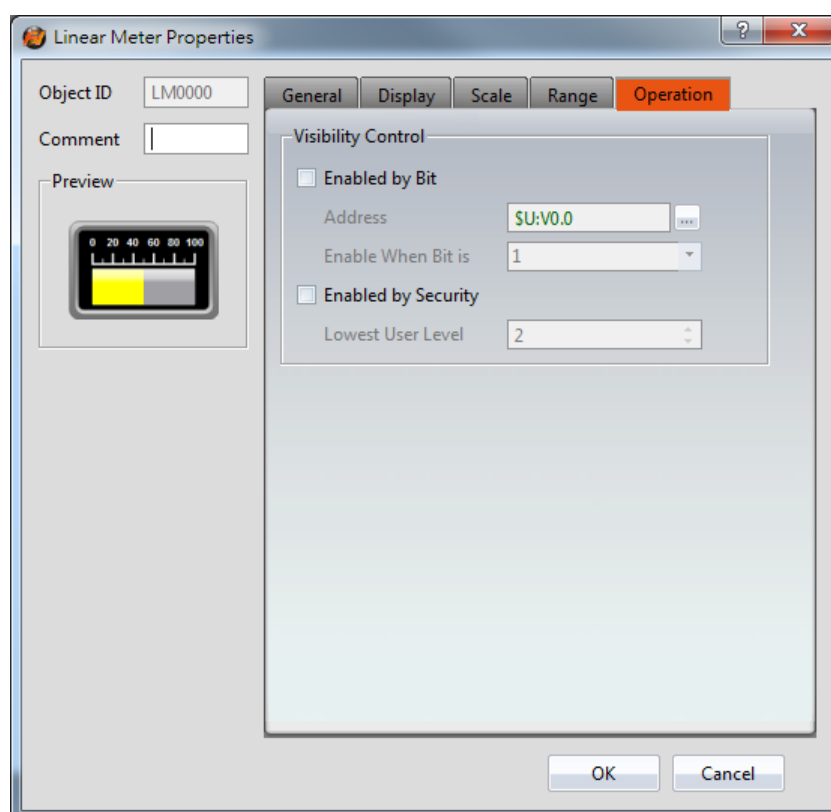 Linear Meter Properties
?
x
Object ID LM0000
Comment
Preview
0 20 40 60 80 100
General Display Scale Range Operation
Visibility Control
Enabled by Bit
Address $U:V0.0 ...
Enable When Bit is 1
Enabled by Security
Lowest User Level 2
OK Cancel